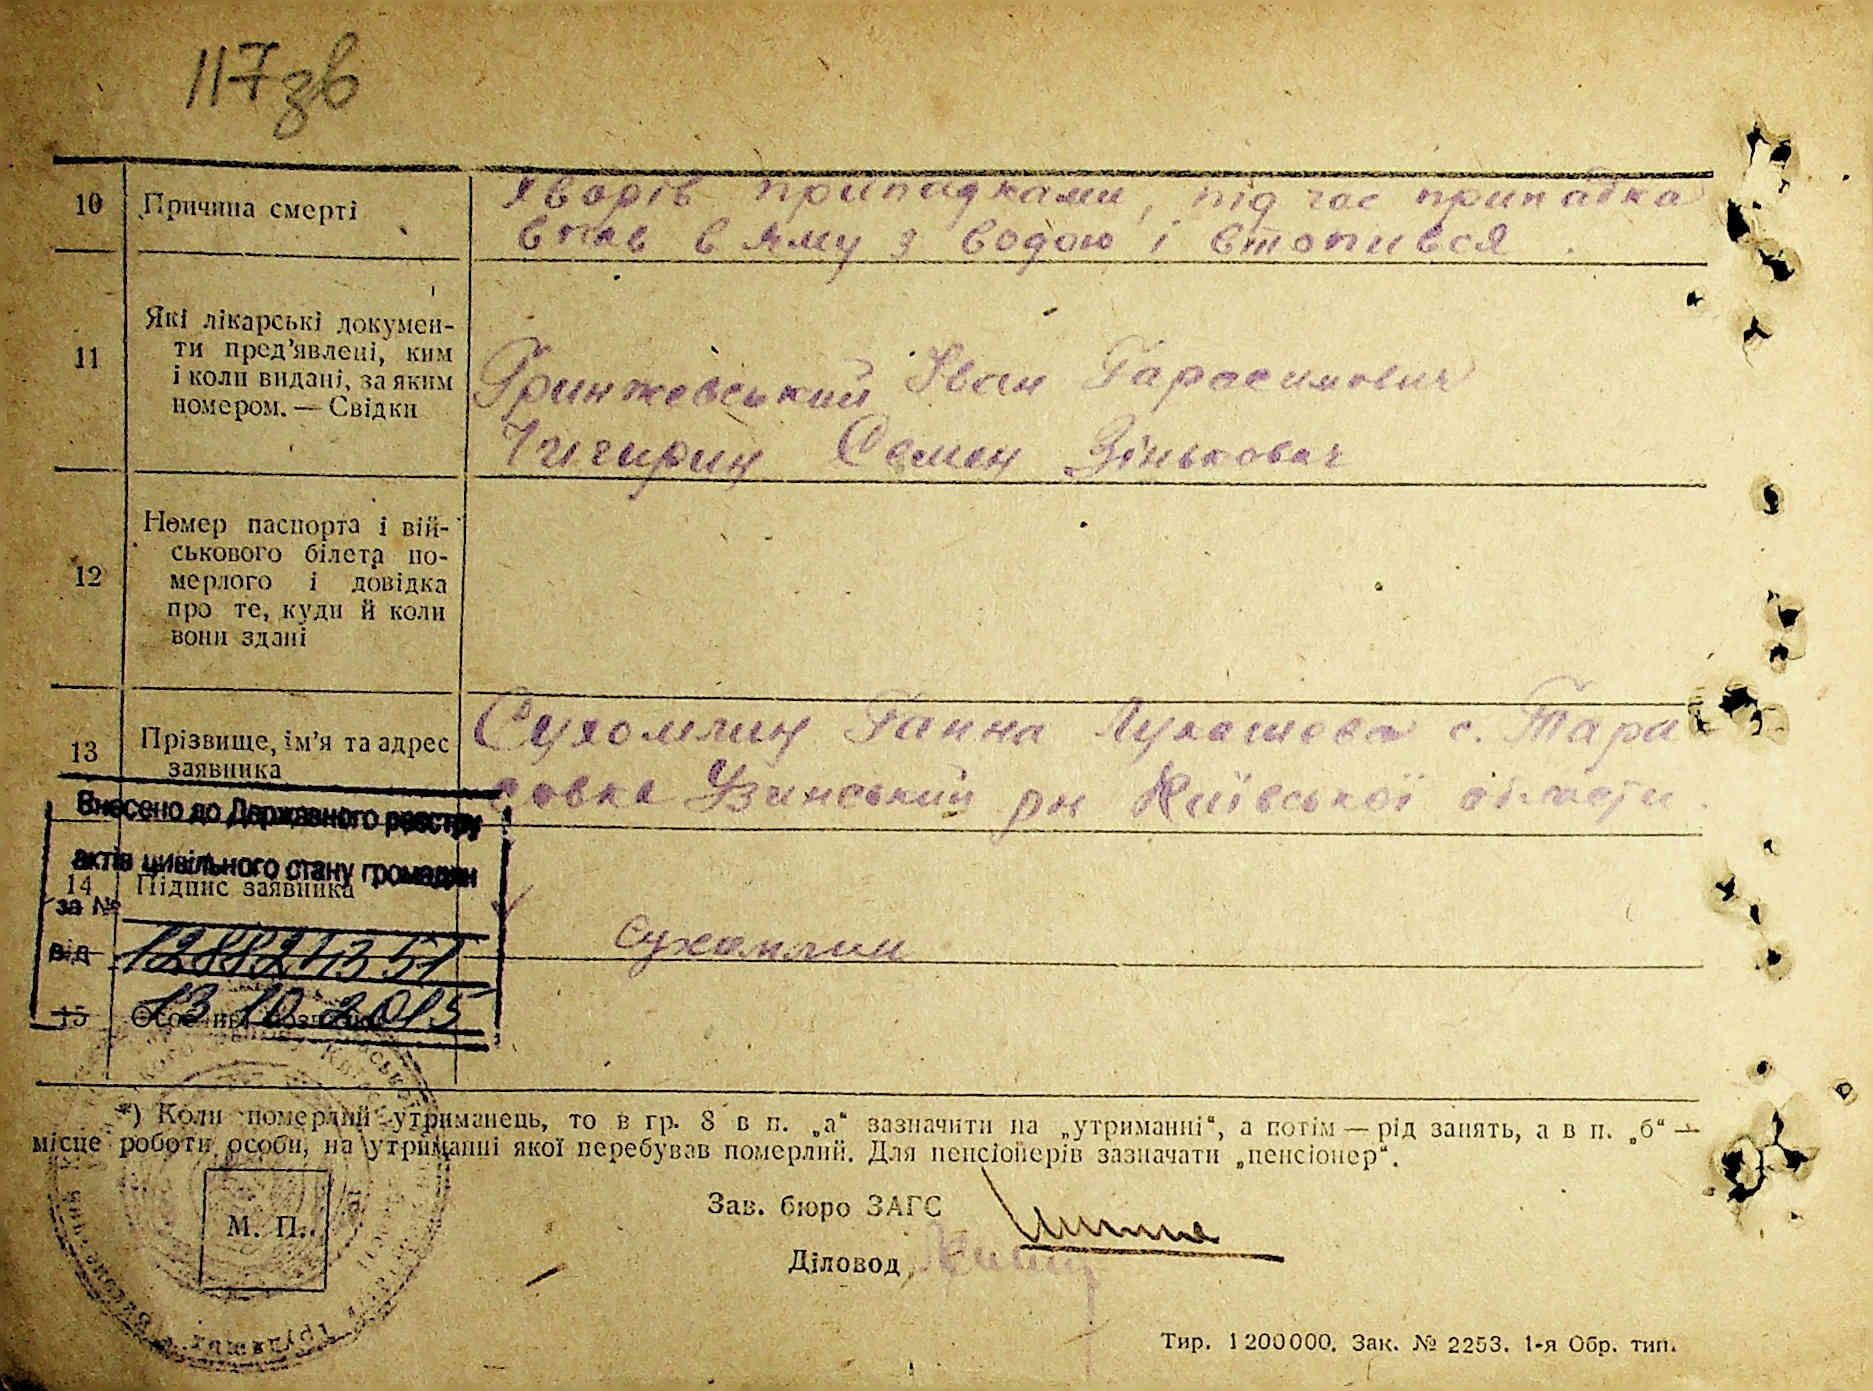 117зв
10 Причина смерті
хворів припадками, під час припадка
впав в яму з водою і втопився.
11 Які лікарські докумен-
ти пред'явлені, ким
і коли видані, за яким
номером. — Свідки
Гринжевський Іван Гарасимович
Чигирин Семен Зінькович
12 Номер паспорта і вій-
ськового білета по-
мерлого і довідка
про те, куди й коли
вони здані
13 Прізвище, ім'я та адрес
заявника
Сухомлин Ганна Лукашова с. Тара
совка Узинський рн Київської області.
Внесено до Державного реєстру
актів цивільного стану громадян
14 Підпис заявника
за №
Сухомлин
від
13 10 2015
15
*) Коли померлий утриманець, то в гр. 8 в п. „а“ зазначити на „утриманні“, а потім — рід занять, а в п. „б“ —
місце роботи особи, на утриманні якої перебував померлий. Для пенсіонерів зазначати „пенсіонер“.
Зав. бюро ЗАГС
М. П.
Діловод
Тир. 1200000. Зак. № 2253. 1-я Обр. тип.